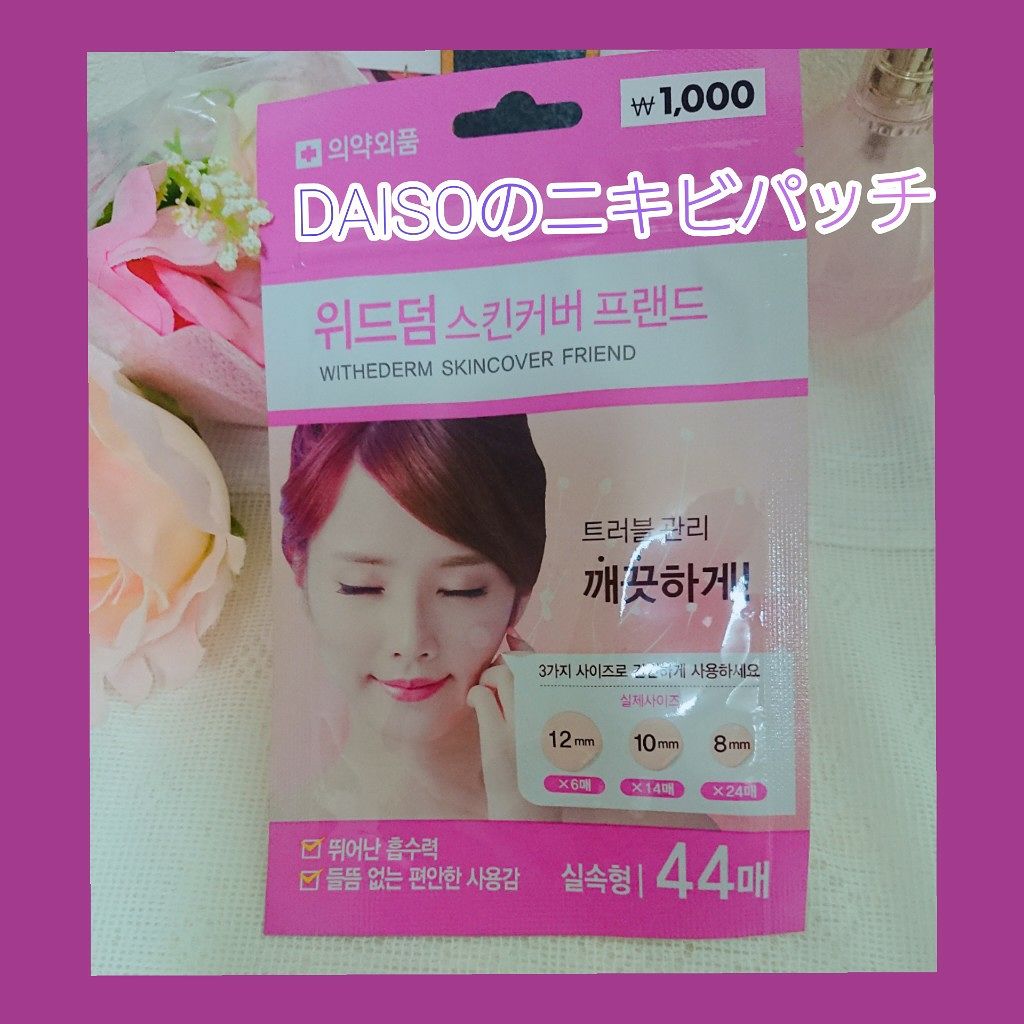 ₩1,000
의약외품
DAISOのニキビパッチ
위드덤 스킨커버 프랜드
WITHEDERM SKINCOVER FRIEND
트러블 관리
깨끗하게!
3가지 사이즈로 간편하게 사용하세요
실제사이즈
12mm 10mm 8mm
×6매 ×14매 ×24매
뛰어난 흡수력
들뜸 없는 편안한 사용감
실속형 | 44매